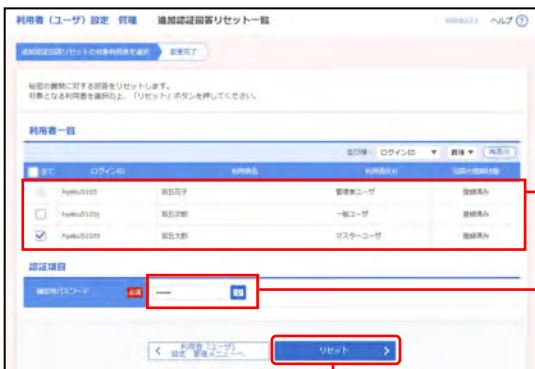 利用者（ユーザ）設定 管理 追加認証回答リセット一覧
ヘルプ ?
追加認証回答リセットの対象利用者を選択 変更完了
秘密の質問に対する回答をリセットします。
対象となる利用者を選択の上、「リセット」ボタンを押してください。
利用者一覧
並び順： ログインID ▼ 昇順 ▼ 再表示
全て ログインID 利用者名 利用者区分
百五花子 管理者ユーザ 登録済み
百五次郎 一般ユーザ 登録済み
百五太郎 マスターユーザ 登録済み
認証項目
確認用パスワード 必須
利用者（ユーザ）
設定・管理メニューへ
リセット